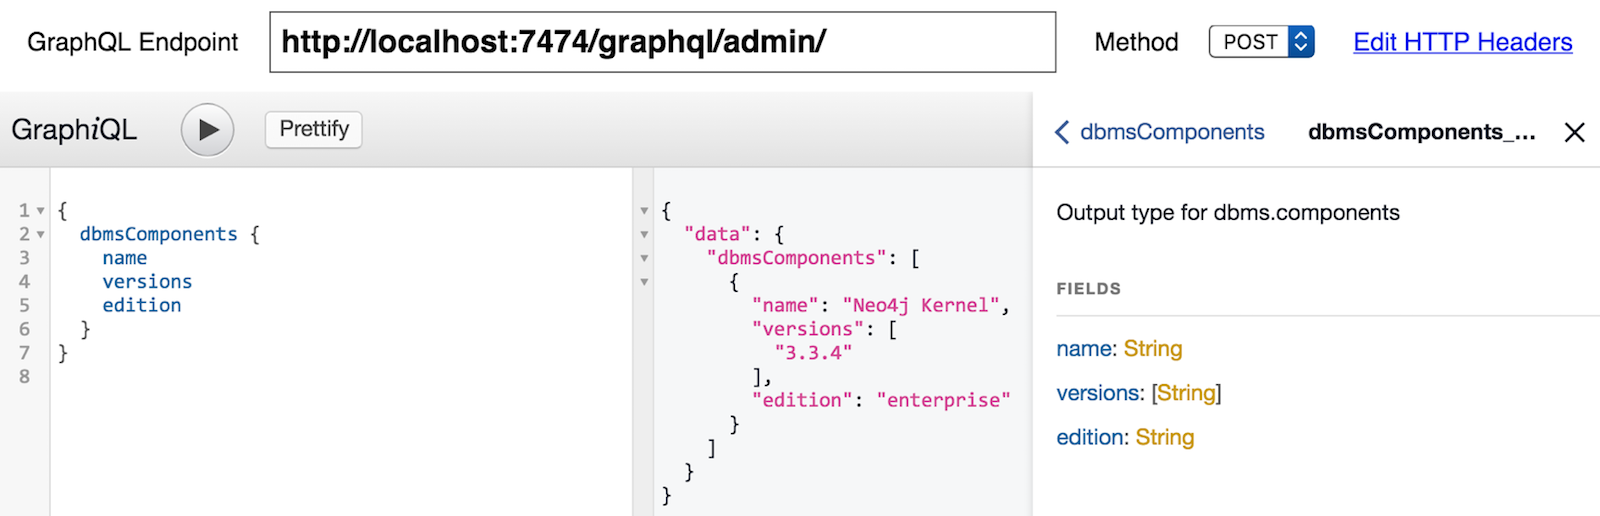 GraphQL Endpoint http://localhost:7474/graphql/admin/ Method POST Edit HTTP Headers
GraphiQL Prettify
1 {
2 dbmsComponents {
3 name
4 versions
5 edition
6 }
7 }
8
{
"data": {
"dbmsComponents": [
{
"name": "Neo4j Kernel",
"versions": [
"3.3.4"
],
"edition": "enterprise"
}
]
}
}
dbmsComponents dbmsComponents_...
Output type for dbms.components
FIELDS
name: String
versions: [String]
edition: String